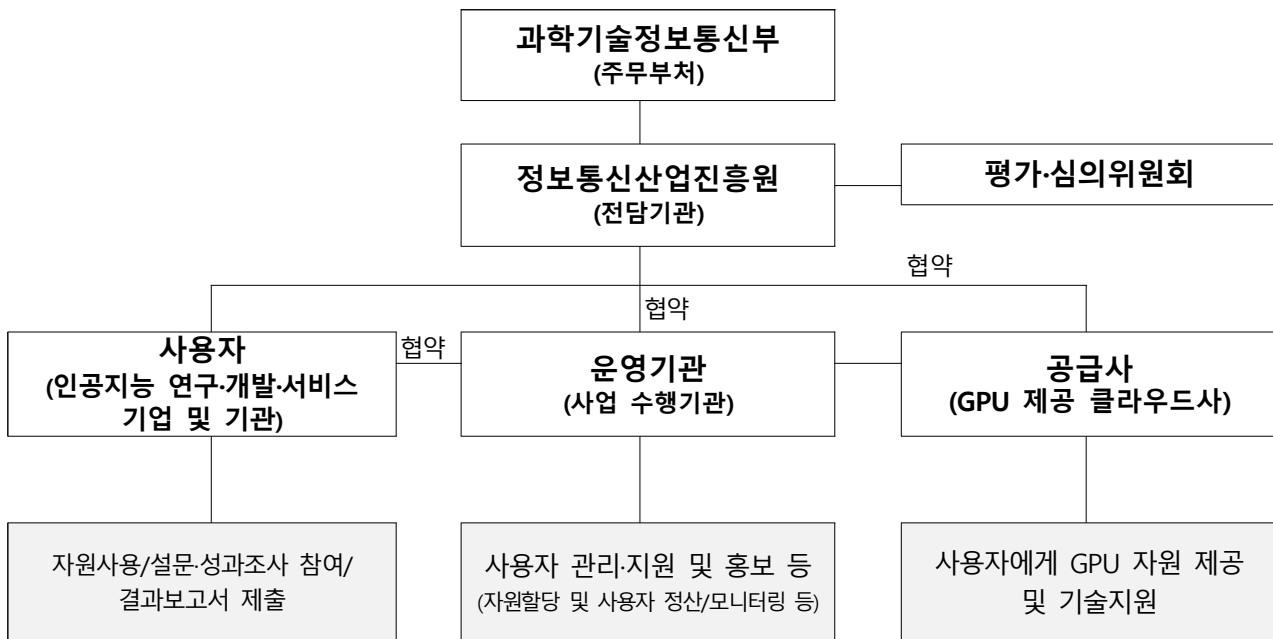 과학기술정보통신부
(주무부처)
정보통신산업진흥원
(전담기관)
평가·심의위원회
협약
협약
사용자
(인공지능 연구·개발·서비스
기업 및 기관)
협약
운영기관
(사업 수행기관)
공급사
(GPU 제공 클라우드사)
자원사용/설문·성과조사 참여/
결과보고서 제출
사용자 관리·지원 및 홍보 등
(자원할당 및 사용자 정산/모니터링 등)
사용자에게 GPU 자원 제공
및 기술지원